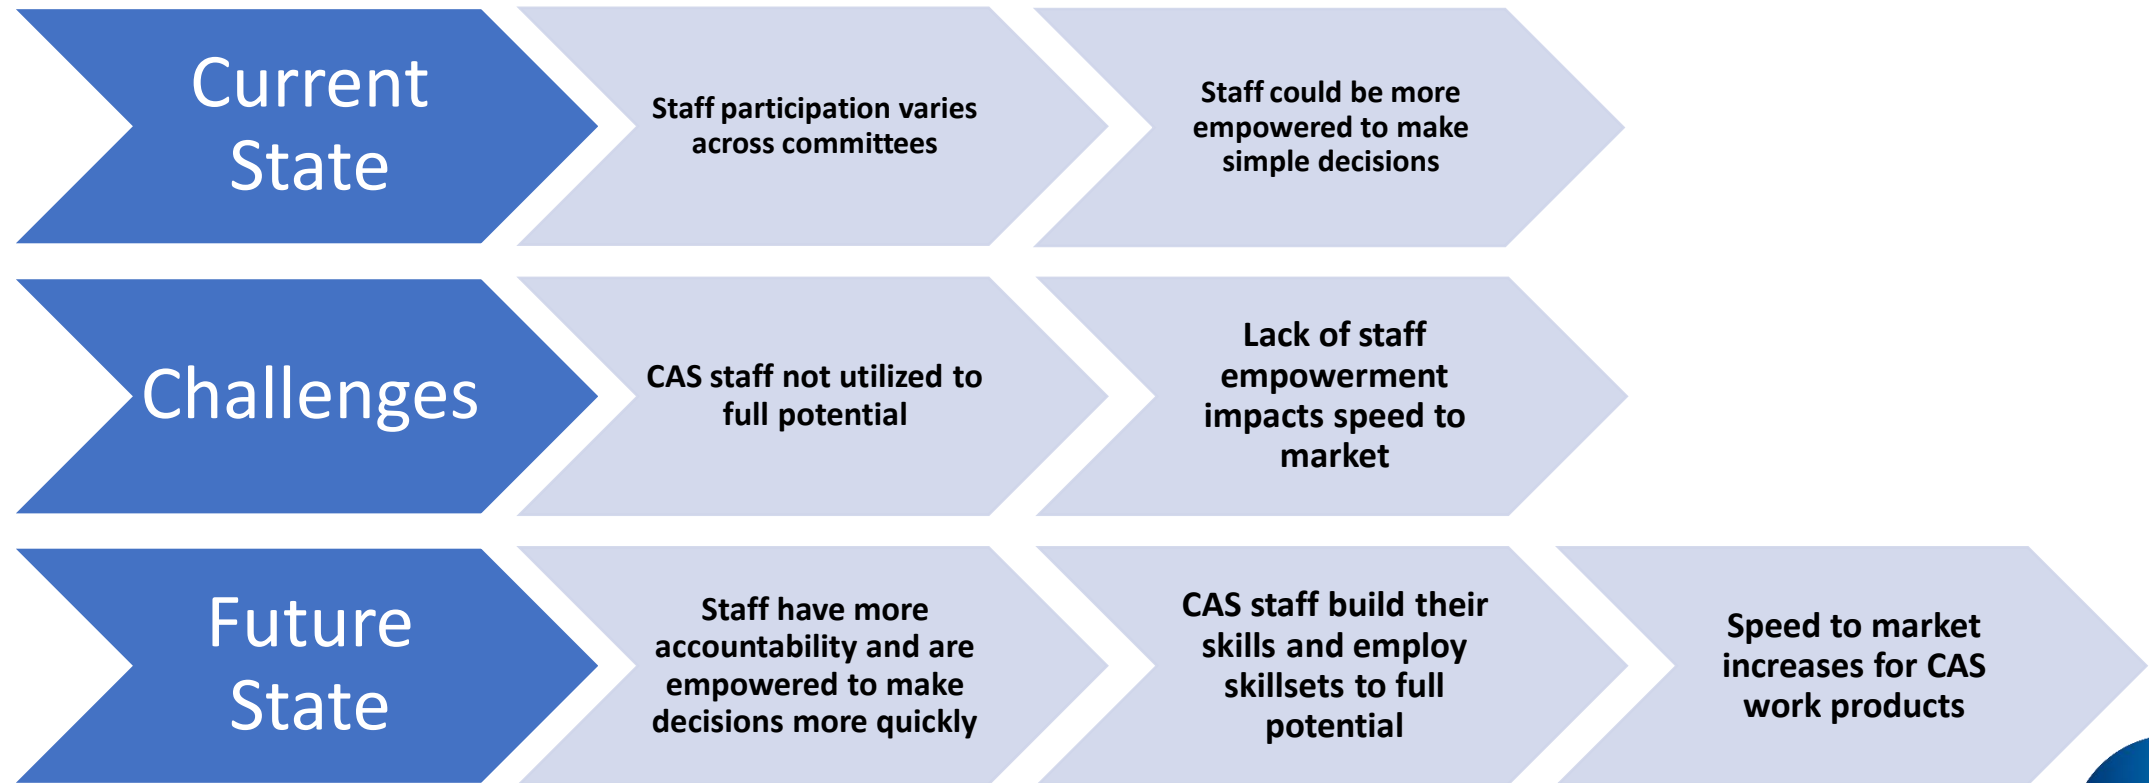 Current
State
Staff participation varies
across committees
Staff could be more
empowered to make
simple decisions
Challenges
CAS staff not utilized to
full potential
Lack of staff
empowerment
impacts speed to
market
Future
State
Staff have more
accountability and are
empowered to make
decisions more quickly
CAS staff build their
skills and employ
skillsets to full
potential
Speed to market
increases for CAS
work products